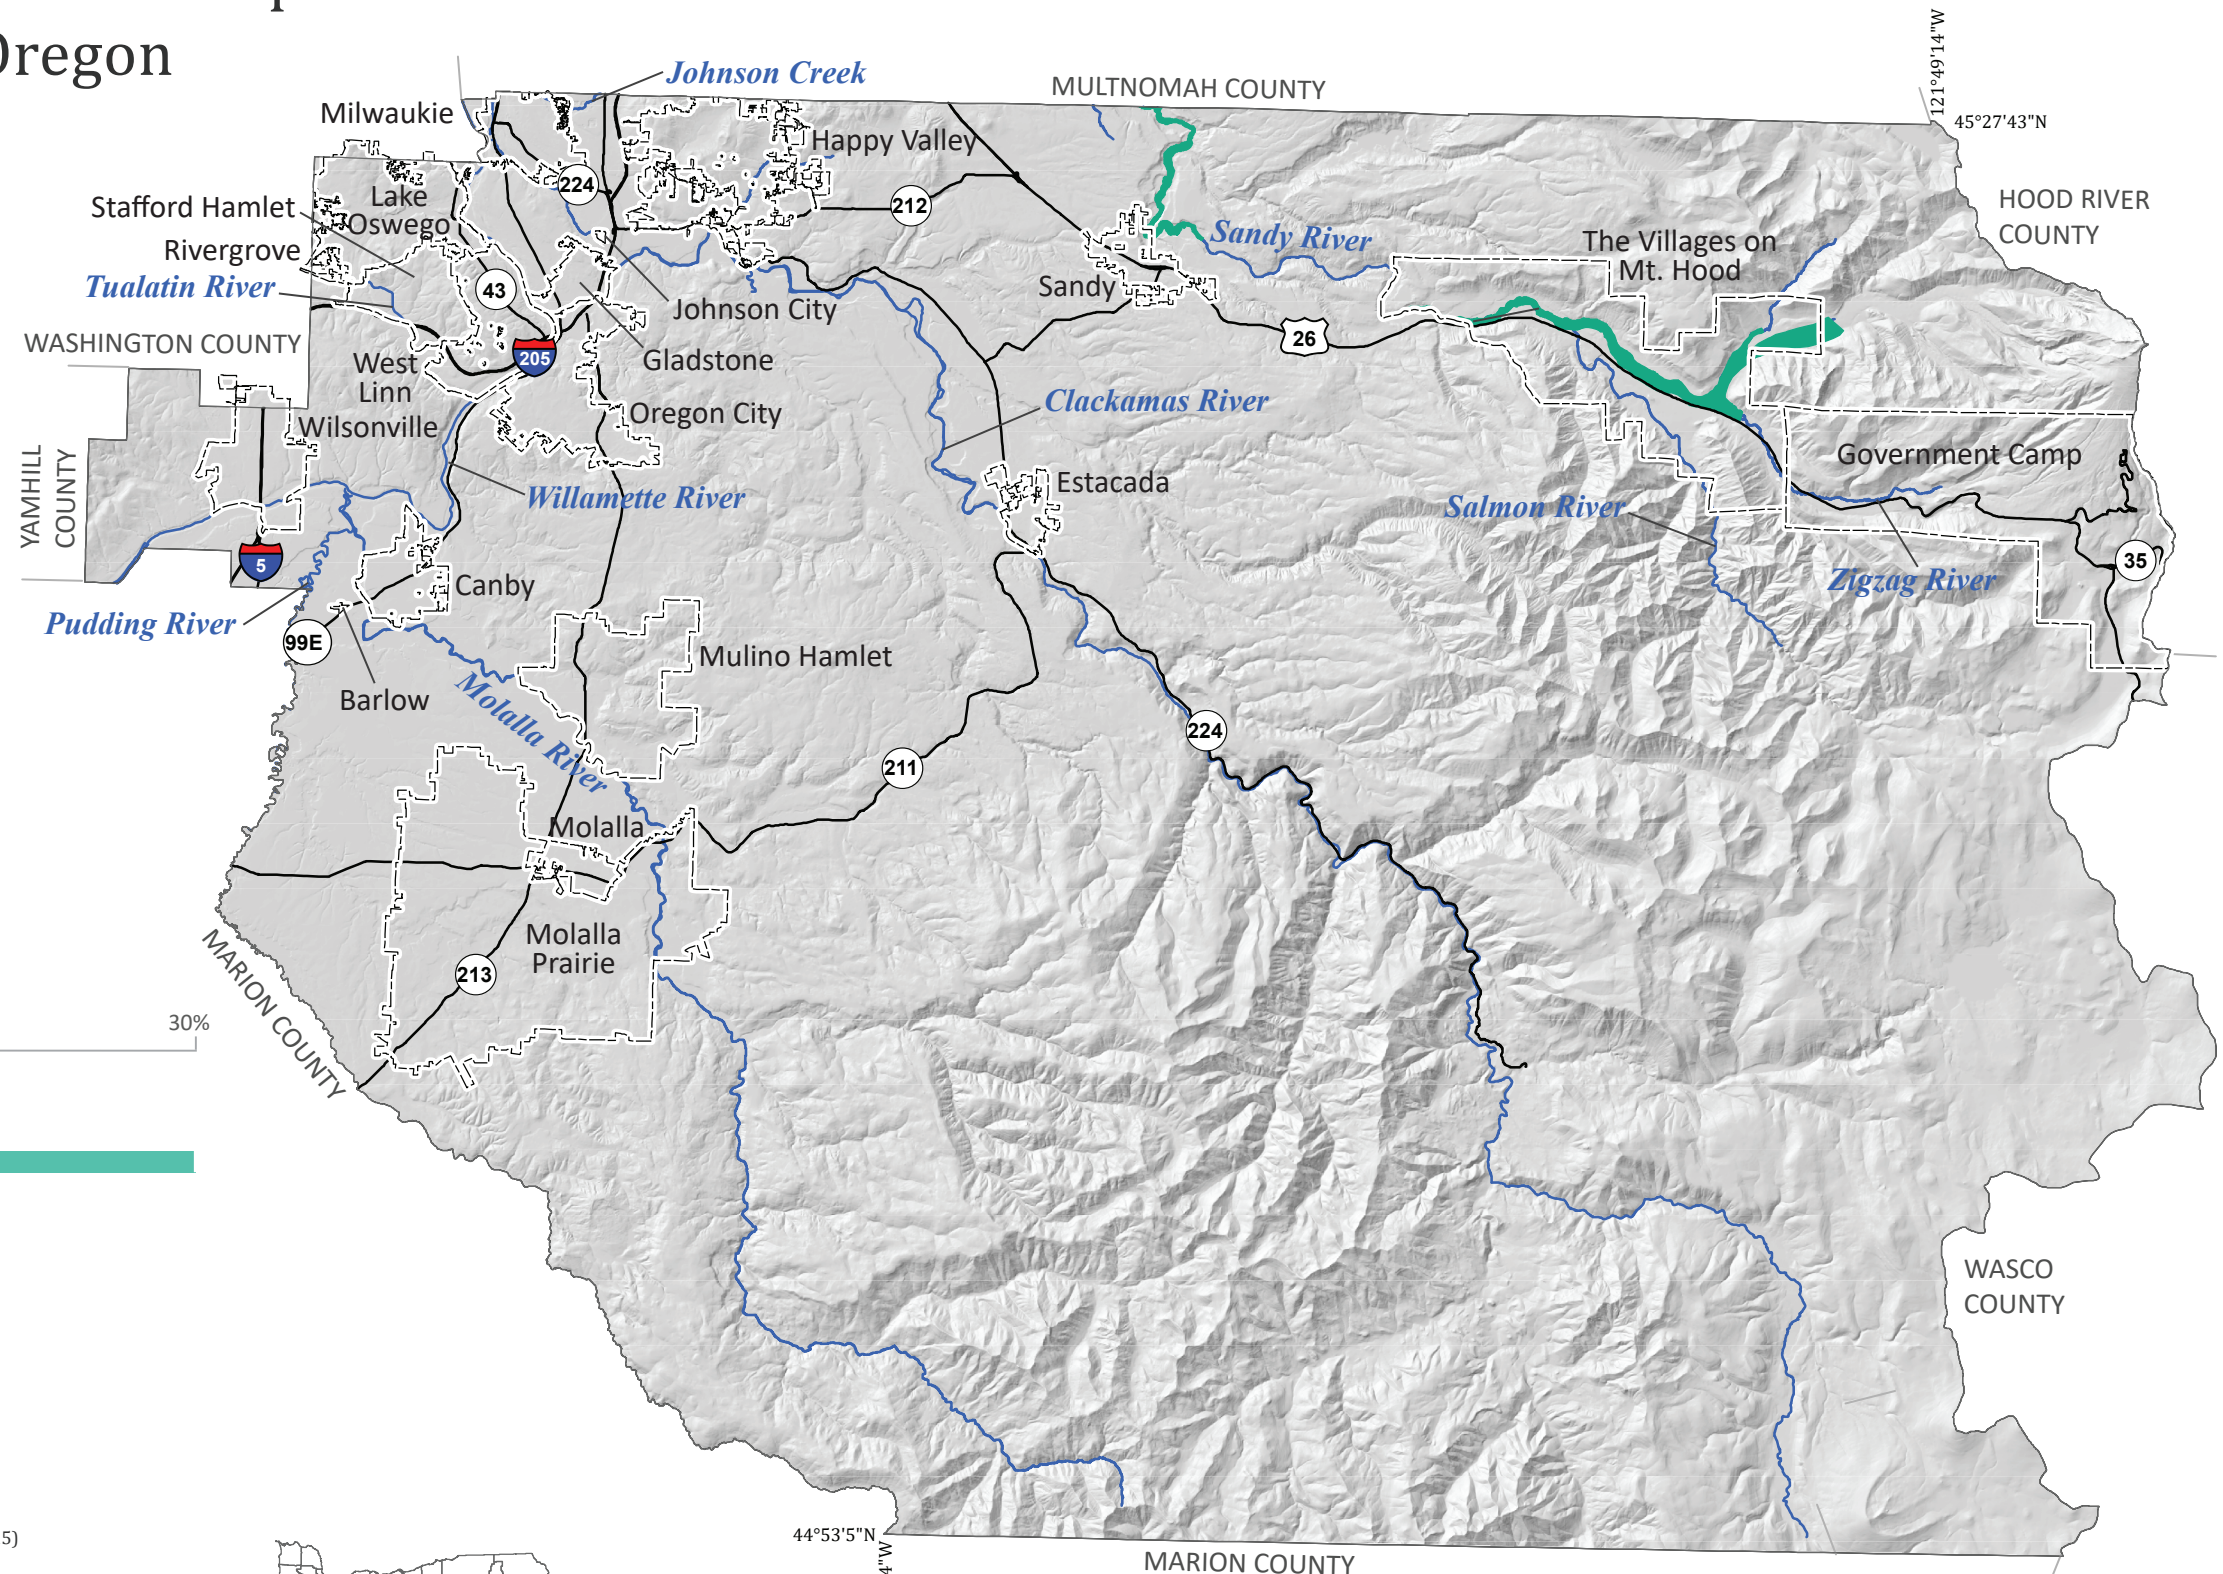 Oregon
Johnson Creek
MULTNOMAH COUNTY
121°49'14"W
45°27'43"N
Milwaukie
Happy Valley
HOOD RIVER
COUNTY
224
212
Lake
Oswego
Stafford Hamlet
Rivergrove
Sandy River
The Villages on
Mt. Hood
Tualatin River
43
Sandy
Johnson City
WASHINGTON COUNTY
26
205
Gladstone
West
Linn
Clackamas River
Oregon City
Wilsonville
Government Camp
YAMHILL
COUNTY
Estacada
Willamette River
Salmon River
5
35
Canby
Zigzag River
Pudding River
99E
Mulino Hamlet
Barlow
Molalla River
224
211
Molalla
Molalla
Prairie
213
MARION COUNTY
30%
WASCO
COUNTY
44°53'5"N
4"W
5)
MARION COUNTY